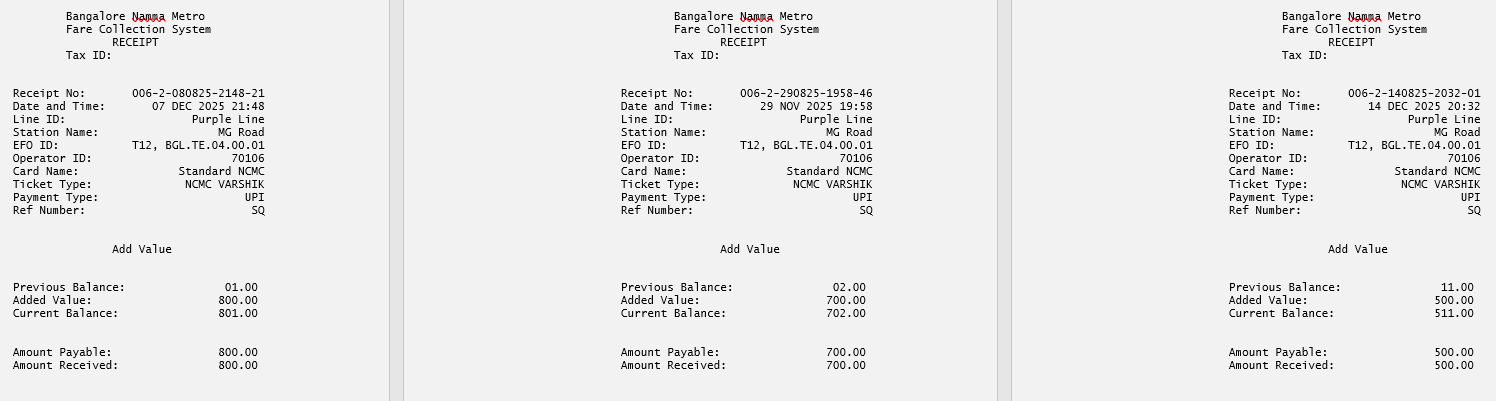 Bangalore Namma Metro
Fare Collection System
RECEIPT
Tax ID:
Receipt No: 006-2-080825-2148-21
Date and Time: 07 DEC 2025 21:48
Line ID: Purple Line
Station Name: MG Road
EFO ID: T12, BGL.TE.04.00.01
Operator ID: 70106
Card Name: Standard NCMC
Ticket Type: NCMC VARSHIK
Payment Type: UPI
Ref Number: SQ
Add Value
Previous Balance: 01.00
Added Value: 800.00
Current Balance: 801.00
Amount Payable: 800.00
Amount Received: 800.00
Bangalore Namma Metro
Fare Collection System
RECEIPT
Tax ID:
Receipt No: 006-2-290825-1958-46
Date and Time: 29 NOV 2025 19:58
Line ID: Purple Line
Station Name: MG Road
EFO ID: T12, BGL.TE.04.00.01
Operator ID: 70106
Card Name: Standard NCMC
Ticket Type: NCMC VARSHIK
Payment Type: UPI
Ref Number: SQ
Add Value
Previous Balance: 02.00
Added Value: 700.00
Current Balance: 702.00
Amount Payable: 700.00
Amount Received: 700.00
Bangalore Namma Metro
Fare Collection System
RECEIPT
Tax ID:
Receipt No: 006-2-140825-2032-01
Date and Time: 14 DEC 2025 20:32
Line ID: Purple Line
Station Name: MG Road
EFO ID: T12, BGL.TE.04.00.01
Operator ID: 70106
Card Name: Standard NCMC
Ticket Type: NCMC VARSHIK
Payment Type: UPI
Ref Number: SQ
Add Value
Previous Balance: 11.00
Added Value: 500.00
Current Balance: 511.00
Amount Payable: 500.00
Amount Received: 500.00